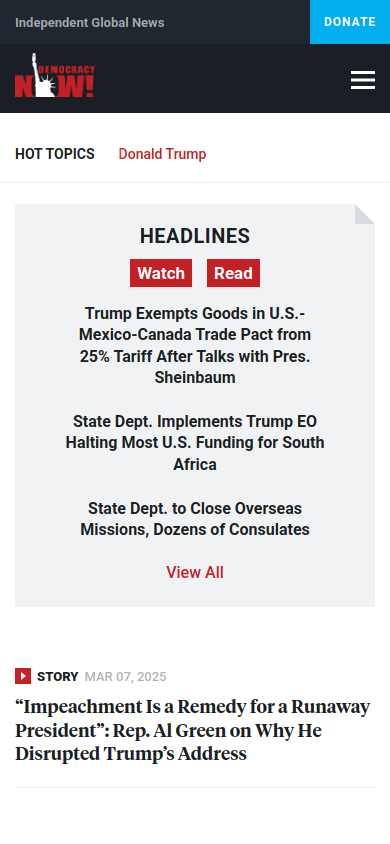 Independent Global News
DONATE
DEMOCRACY
NOW!
HOT TOPICS
Donald Trump
HEADLINES
Watch
Read
Trump Exempts Goods in U.S.-
Mexico-Canada Trade Pact from
25% Tariff After Talks with Pres.
Sheinbaum
State Dept. Implements Trump EO
Halting Most U.S. Funding for South
Africa
State Dept. to Close Overseas
Missions, Dozens of Consulates
View All
STORY MAR 07, 2025
“Impeachment Is a Remedy for a Runaway
President”: Rep. Al Green on Why He
Disrupted Trump’s Address